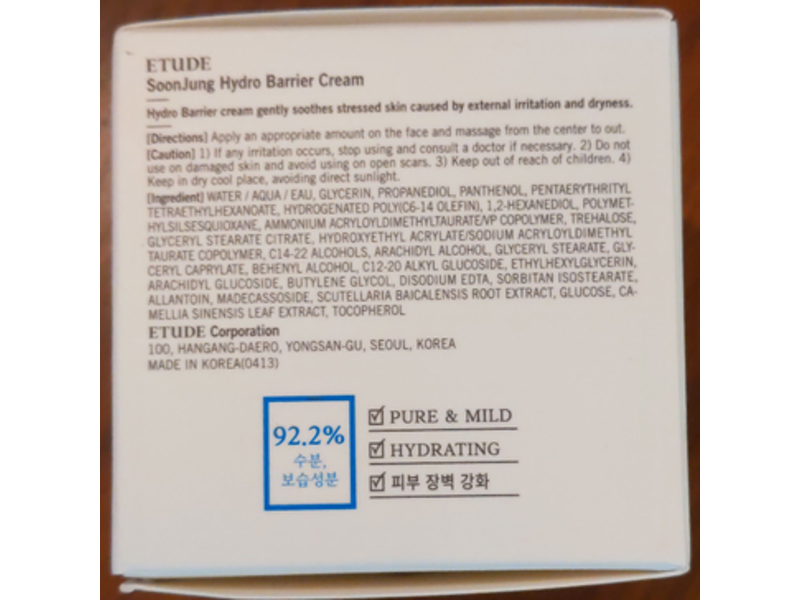 ETUDE
SoonJung Hydro Barrier Cream
Hydro Barrier cream gently soothes stressed skin caused by external irritation and dryness.
[Directions] Apply an appropriate amount on the face and massage from the center to out.
[Caution] 1) If any irritation occurs, stop using and consult a doctor if necessary. 2) Do not
use on damaged skin and avoid using on open scars. 3) Keep out of reach of children. 4)
Keep in dry cool place, avoiding direct sunlight.
[Ingredient] WATER / AQUA / EAU, GLYCERIN, PROPANEDIOL, PANTHENOL, PENTAERYTHRITYL
TETRAETHYLHEXANOATE, HYDROGENATED POLY(C6-14 OLEFIN), 1,2-HEXANEDIOL, POLYMET-
HYLSILSESQUIOXANE, AMMONIUM ACRYLOYLDIMETHYLTAURATE/VP COPOLYMER, TREHALOSE,
GLYCERYL STEARATE CITRATE, HYDROXYETHYL ACRYLATE/SODIUM ACRYLOYLDIMETHYL
TAURATE COPOLYMER, C14-22 ALCOHOLS, ARACHIDYL ALCOHOL, GLYCERYL STEARATE, GLY-
CERYL CAPRYLATE, BEHENYL ALCOHOL, C12-20 ALKYL GLUCOSIDE, ETHYLHEXYLGLYCERIN,
ARACHIDYL GLUCOSIDE, BUTYLENE GLYCOL, DISODIUM EDTA, SORBITAN ISOSTEARATE,
ALLANTOIN, MADECASSOSIDE, SCUTELLARIA BAICALENSIS ROOT EXTRACT, GLUCOSE, CA-
MELLIA SINENSIS LEAF EXTRACT, TOCOPHEROL
ETUDE Corporation
100, HANGANG-DAERO, YONGSAN-GU, SEOUL, KOREA
MADE IN KOREA(0413)
92.2%
수분,
보습성분
PURE & MILD
HYDRATING
피부 장벽 강화